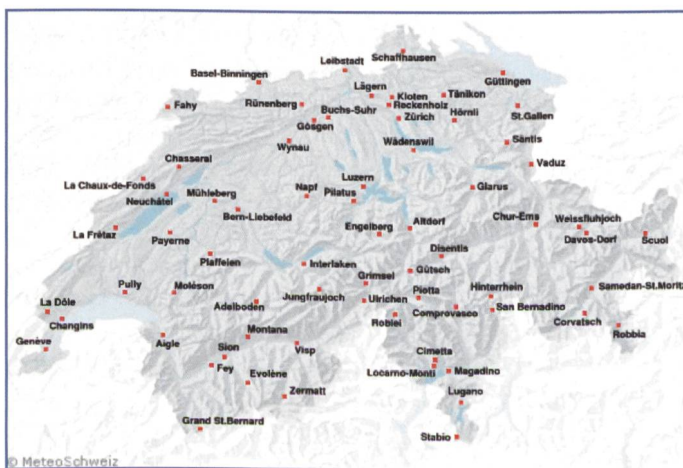 Schaffhausen
Leibstadt
Basel-Binningen
Güttingen
Lägern
Kloten
Tänikon
Fahy
Rünenberg
Buchs-Suhr
Reckenholz
Gösgen
Zürich
Hörnli
St.Gallen
Wynau
Wädenswil
Säntis
Chasseral
Vaduz
La Chaux-de-Fonds
Mühleberg
Napf
Luzern
Pilatus
Glarus
Neuchâtel
Bern-Liebefeld
La Frétaz
Payerne
Engelberg
Altdorf
Chur-Ems
Weissfluhjoch
Davos-Dorf
Scuol
Plaffeien
Disentis
Interlaken
Gütsch
Grimsel
Pully
Moléson
Jungfraujoch
Ulrichen
Piotta
Hinterrhein
Samedan-St.Moritz
La Dôle
Adelboden
Robiei
Comprovasco
San Bernadino
Changins
Corvatsch
Robbia
Genève
Aigle
Montana
Sion
Visp
Cimetta
Fey
Evolène
Locarno-Monti
Magadino
Zermatt
Lugano
Grand St.Bernard
Stabio
© MeteoSchweiz